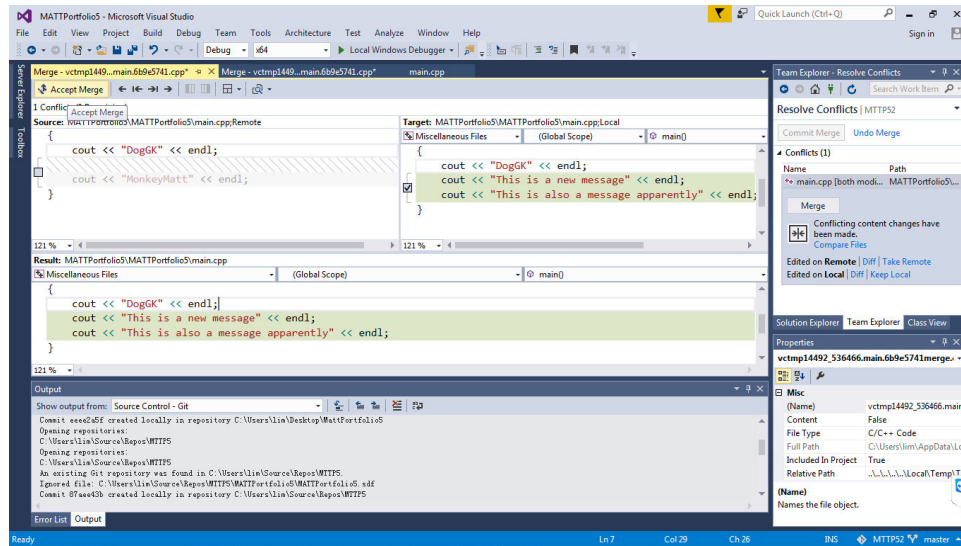 MATTPortfolio5 - Microsoft Visual Studio
Quick Launch (Ctrl+Q)
File Edit View Project Build Debug Team Tools Architecture Test Analyze Window Help
Sign in
Debug x64 Local Windows Debugger
Server Explorer
Toolbox
Merge - vctmp1449...main.6b9e5741.cpp* Merge - vctmp1449...main.6b9e5741.cpp* main.cpp
Accept Merge
1 Conflict
Accept Merge
Source: MATTPortfolio5\MATTPortfolio5\main.cpp;Remote
{
cout << "DogGK" << endl;
cout << "MonkeyMatt" << endl;
}
121 %
Target: MATTPortfolio5\MATTPortfolio5\main.cpp;Local
Miscellaneous Files (Global Scope) main()
{
cout << "DogGK" << endl;
cout << "This is a new message" << endl;
cout << "This is also a message apparently" << endl;
}
121 %
Result: MATTPortfolio5\MATTPortfolio5\main.cpp
Miscellaneous Files (Global Scope) main()
{
cout << "DogGK" << endl;
cout << "This is a new message" << endl;
cout << "This is also a message apparently" << endl;
}
121 %
Output
Show output from: Source Control - Git
Commit eeee2a5f created locally in repository C:\Users\lim\Desktop\MattPortfolio5
Opening repositories:
C:\Users\lim\Source\Repos\MTTP5
Opening repositories:
C:\Users\lim\Source\Repos\MTTP5
An existing Git repository was found in C:\Users\lim\Source\Repos\MTTP5.
Ignored file: C:\Users\lim\Source\Repos\MTTP5\MATTPortfolio5\MATTPortfolio5.sdf
Commit 87aee43b created locally in repository C:\Users\lim\Source\Repos\MTTP5
Error List Output
Team Explorer - Resolve Conflicts
Search Work Item
Resolve Conflicts | MTTP52
Commit Merge Undo Merge
Conflicts (1)
Name Path
main.cpp [both modi... MATTPortfolio5\...
Merge
Conflicting content changes have
been made.
Compare Files
Edited on Remote | Diff | Take Remote
Edited on Local | Diff | Keep Local
Solution Explorer Team Explorer Class View
Properties
vctmp14492_536466.main.6b9e5741merge.
Misc
(Name) vctmp14492_536466.main
Content False
File Type C/C++ Code
Full Path C:\Users\lim\AppData\Lo
Included In Project True
Relative Path ..\..\..\..\Local\Temp\T
(Name)
Names the file object.
Ready Ln 7 Col 29 Ch 26 INS MTTP52 master